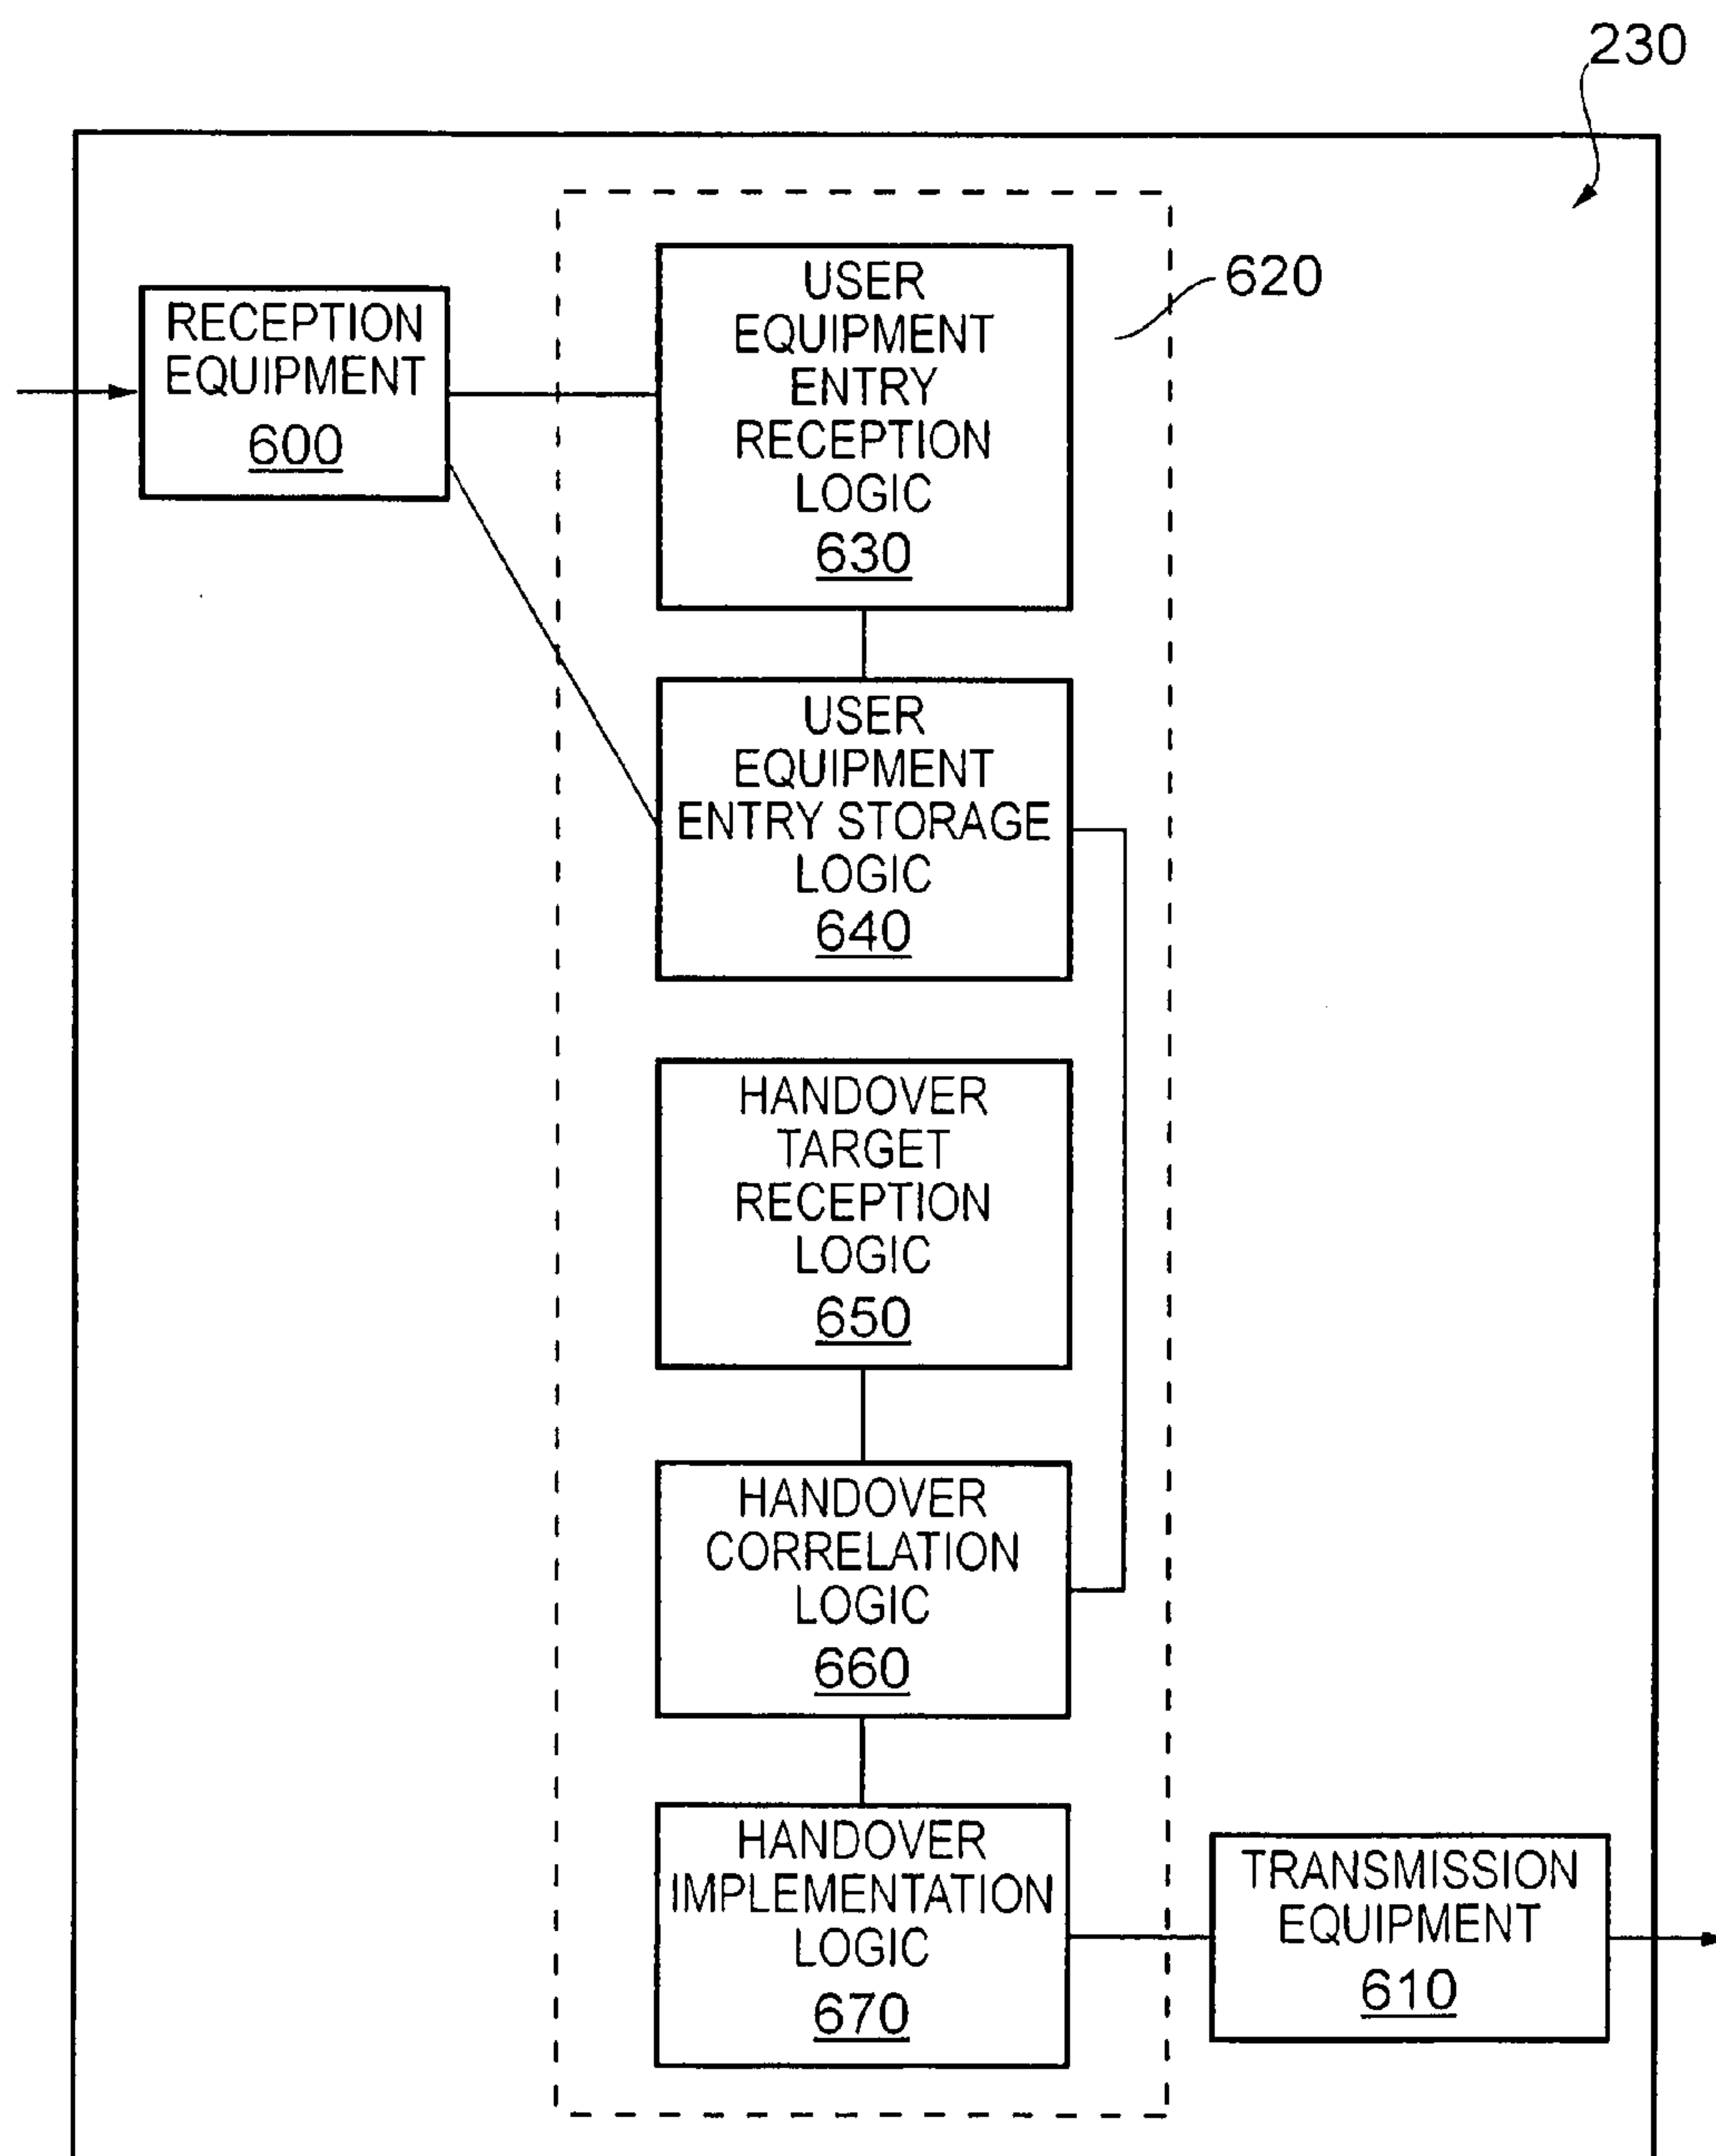 230
620
RECEPTION
EQUIPMENT
600
USER
EQUIPMENT
ENTRY
RECEPTION
LOGIC
630
USER
EQUIPMENT
ENTRY STORAGE
LOGIC
640
HANDOVER
TARGET
RECEPTION
LOGIC
650
HANDOVER
CORRELATION
LOGIC
660
HANDOVER
IMPLEMENTATION
LOGIC
670
TRANSMISSION
EQUIPMENT
610